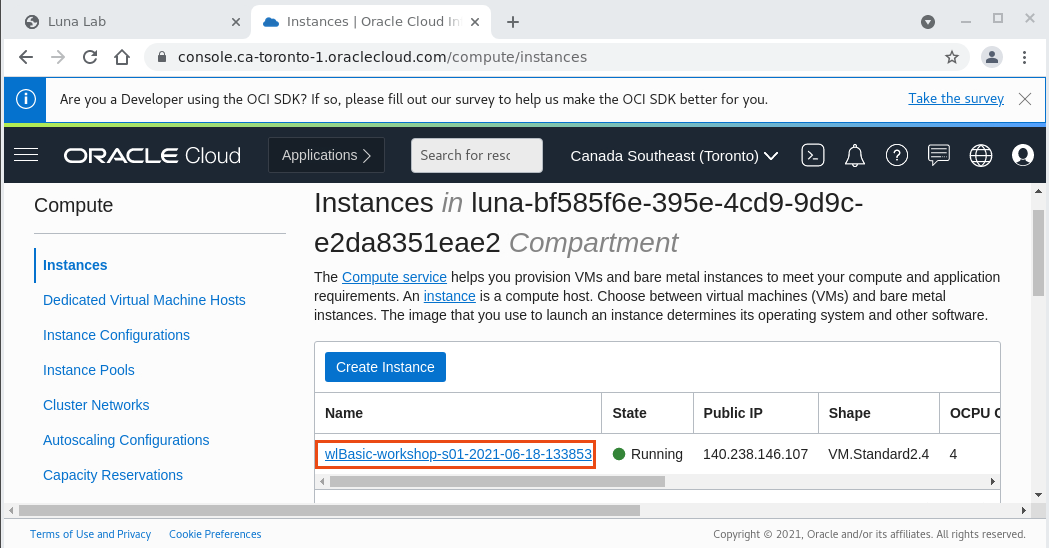 Luna Lab
Instances | Oracle Cloud In
console.ca-toronto-1.oraclecloud.com/compute/instances
Are you a Developer using the OCI SDK? If so, please fill out our survey to help us make the OCI SDK better for you.
Take the survey
ORACLE Cloud
Applications
Search for reso
Canada Southeast (Toronto)
Compute
Instances
Dedicated Virtual Machine Hosts
Instance Configurations
Instance Pools
Cluster Networks
Autoscaling Configurations
Capacity Reservations
Instances in luna-bf585f6e-395e-4cd9-9d9c-
e2da8351eae2 Compartment
The Compute service helps you provision VMs and bare metal instances to meet your compute and application
requirements. An instance is a compute host. Choose between virtual machines (VMs) and bare metal
instances. The image that you use to launch an instance determines its operating system and other software.
Create Instance
Name State Public IP Shape OCPU C
wlBasic-workshop-s01-2021-06-18-133853 Running 140.238.146.107 VM.Standard2.4 4
Terms of Use and Privacy Cookie Preferences
Copyright © 2021, Oracle and/or its affiliates. All rights reserved.